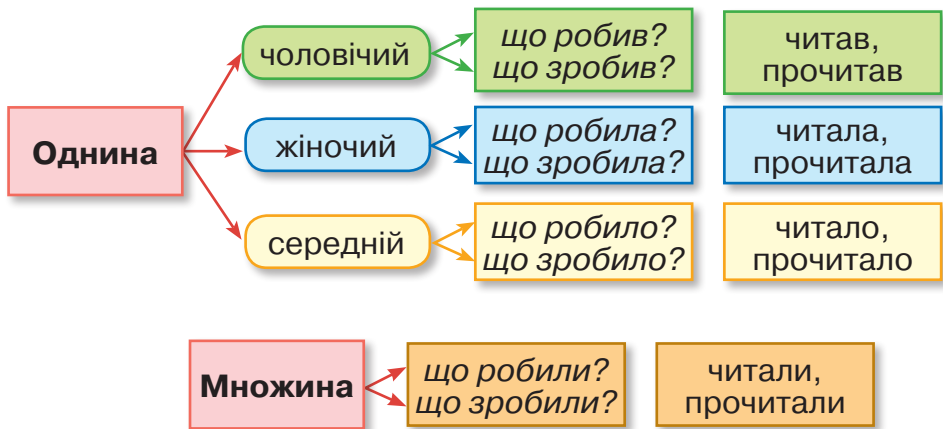 Однина
чоловічий
що робив?
що зробив?
читав,
прочитав
жіночий
що робила?
що зробила?
читала,
прочитала
середній
що робило?
що зробило?
читало,
прочитало
Множина
що робили?
що зробили?
читали,
прочитали